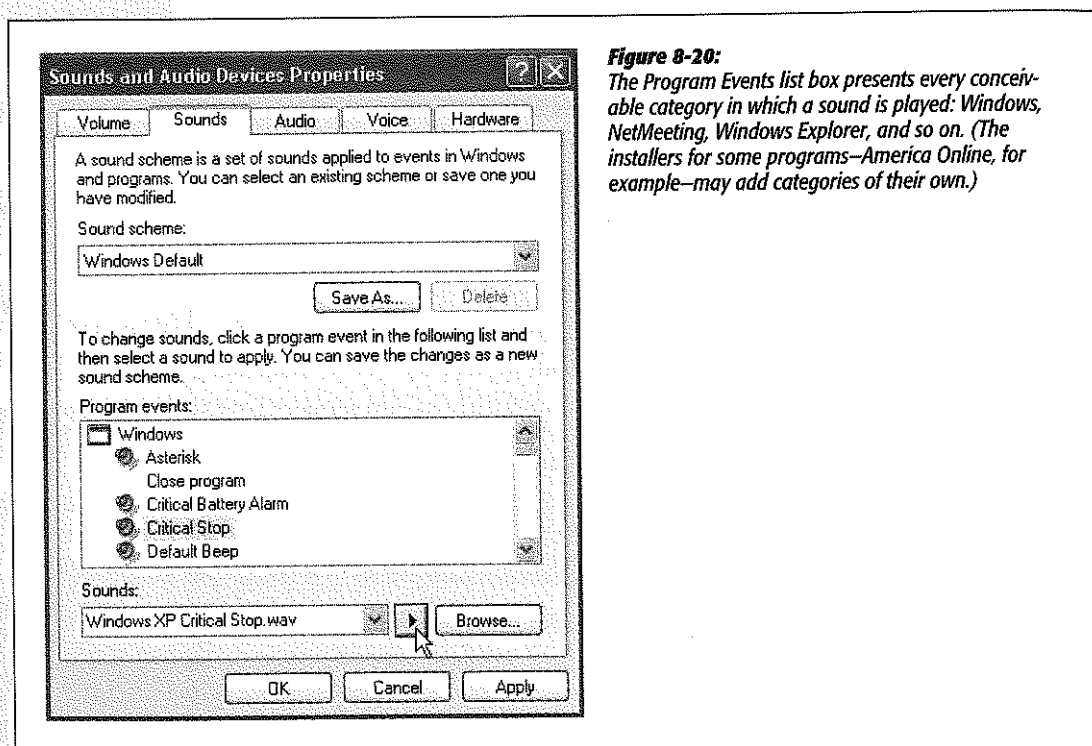 Sounds and Audio Devices Properties
Volume Sounds Audio Voice Hardware
A sound scheme is a set of sounds applied to events in Windows
and programs. You can select an existing scheme or save one you
have modified.
Sound scheme:
Windows Default
Save As... Delete
To change sounds, click a program event in the following list and
then select a sound to apply. You can save the changes as a new
sound scheme.
Program events:
Windows
Asterisk
Close program
Critical Battery Alarm
Critical Stop
Default Beep
Sounds:
Windows XP Critical Stop.wav Browse...
OK Cancel Apply
Figure 8-20:
The Program Events list box presents every conceiv-
able category in which a sound is played: Windows,
NetMeeting, Windows Explorer, and so on. (The
installers for some programs—America Online, for
example—may add categories of their own.)